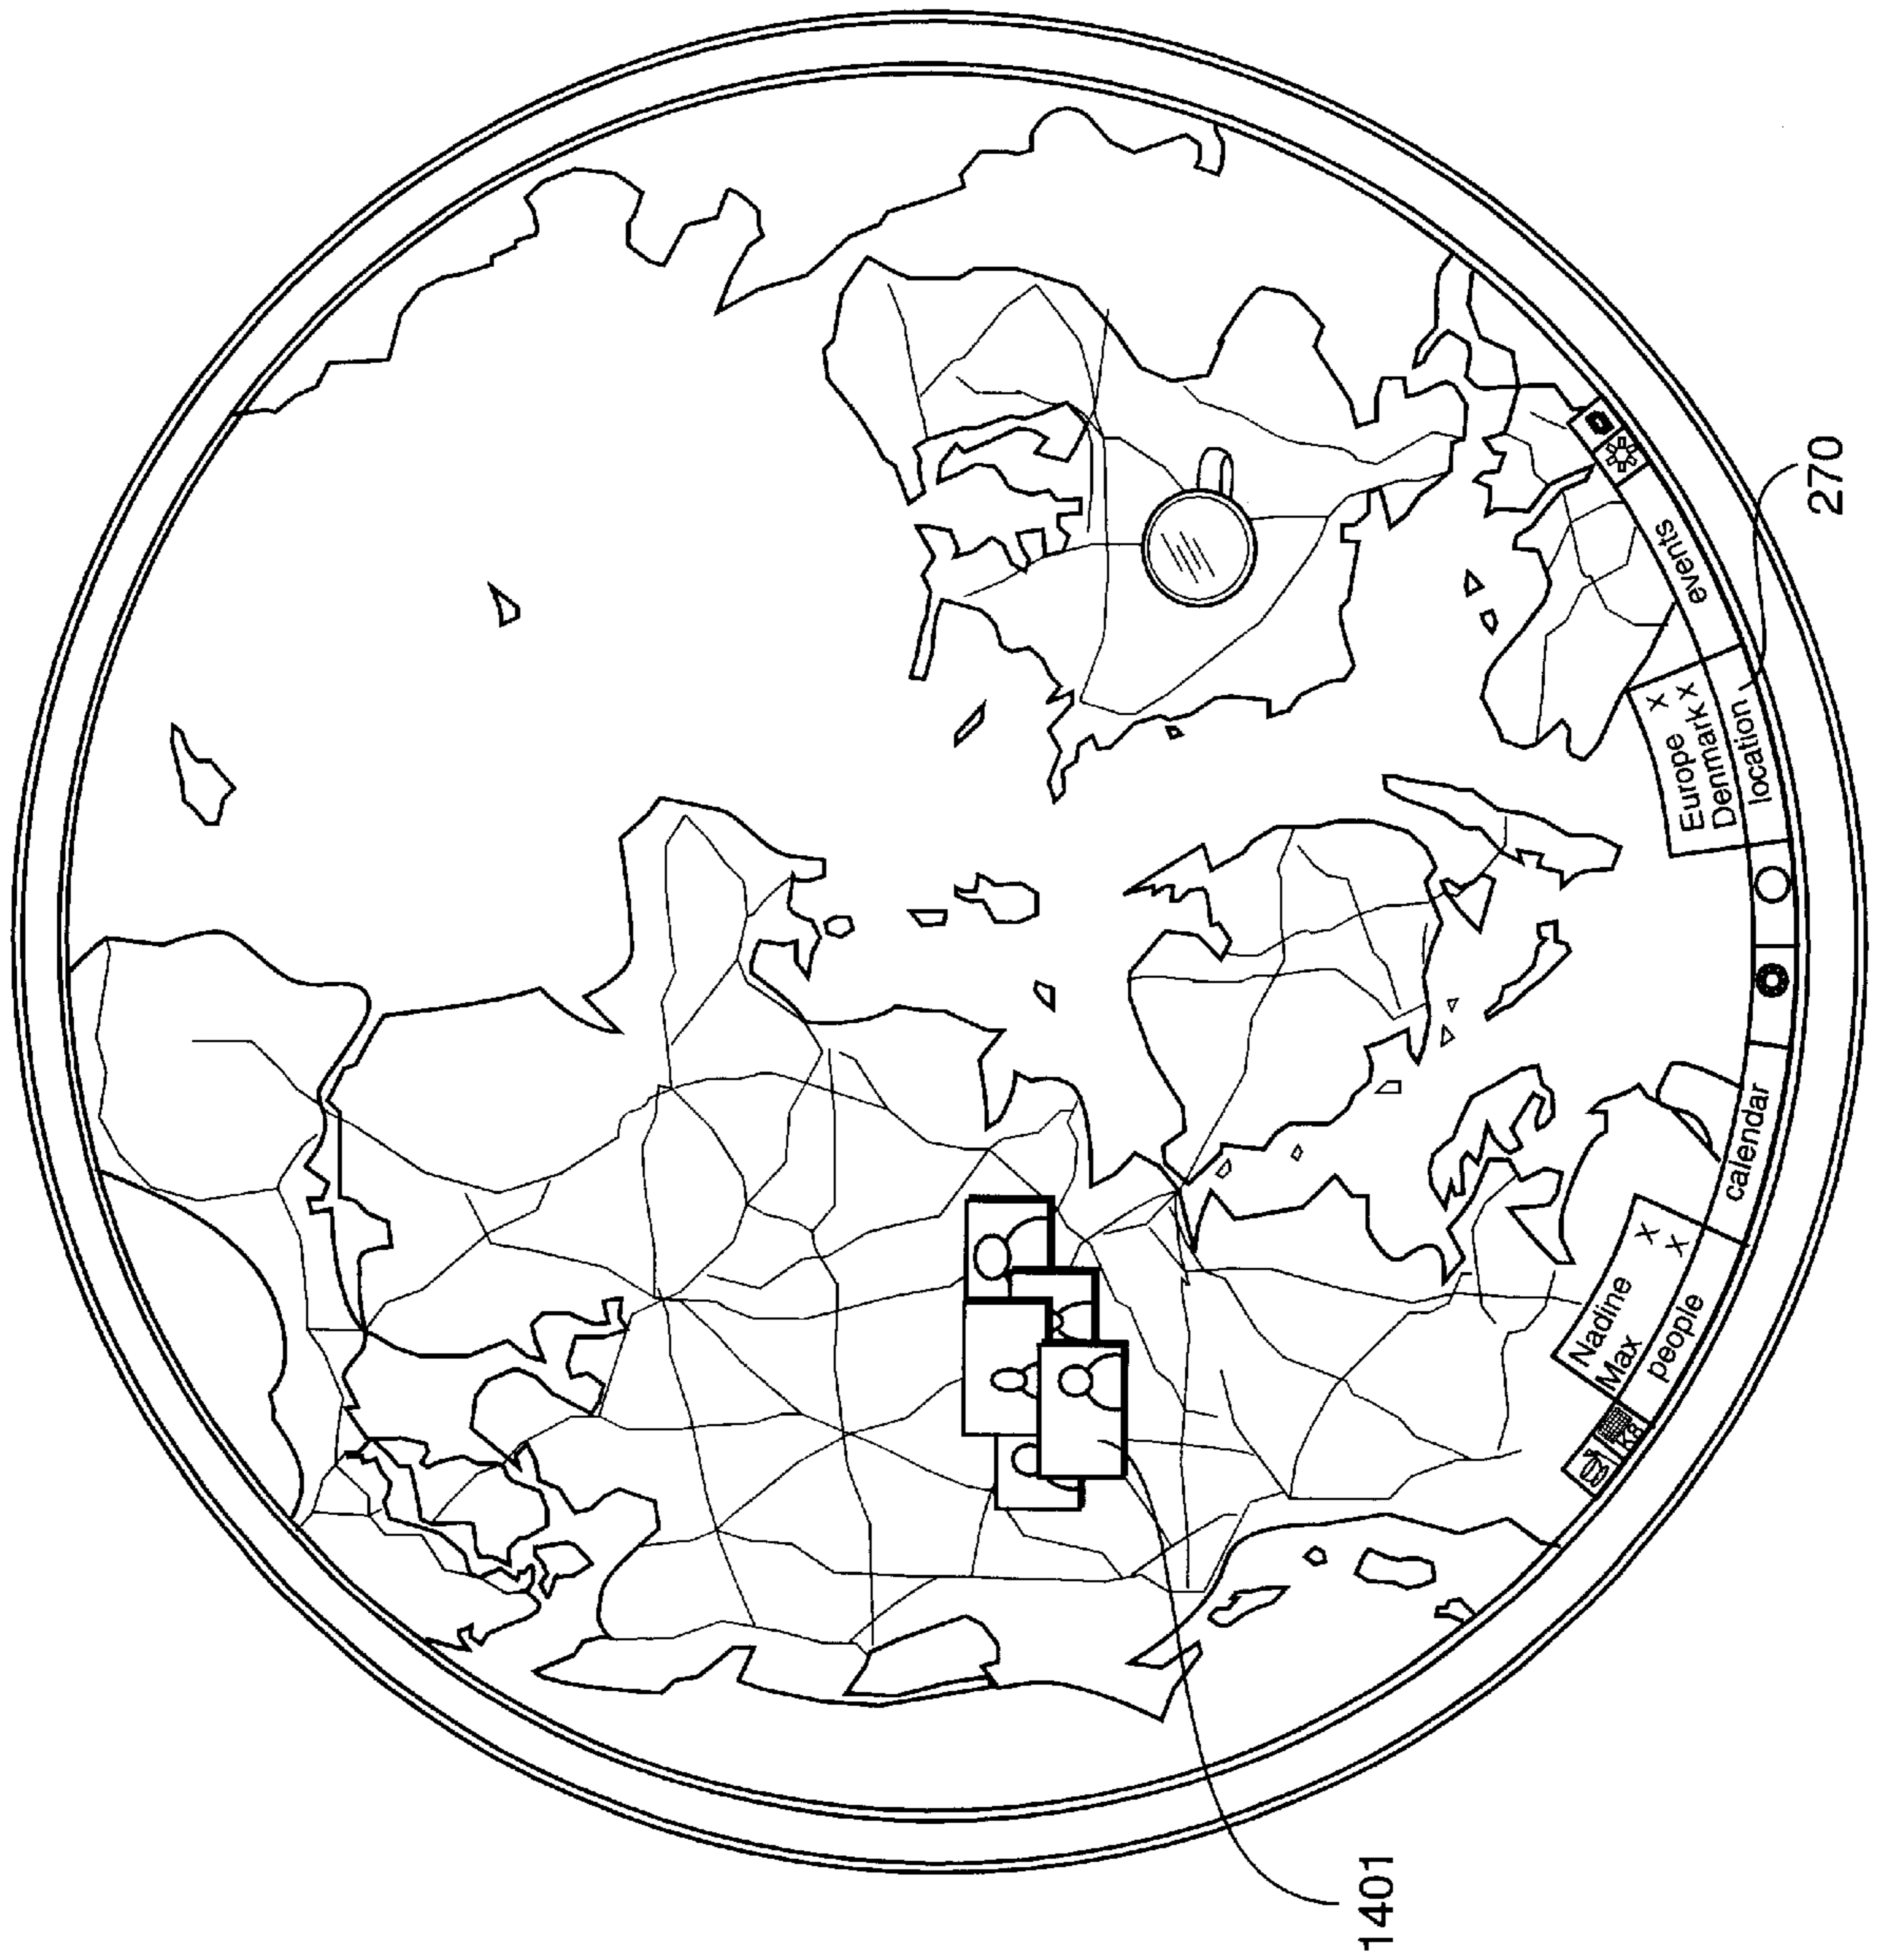 1401
Nadine X
Max X
people
calendar
Europe X
Denmark X
location
events
270